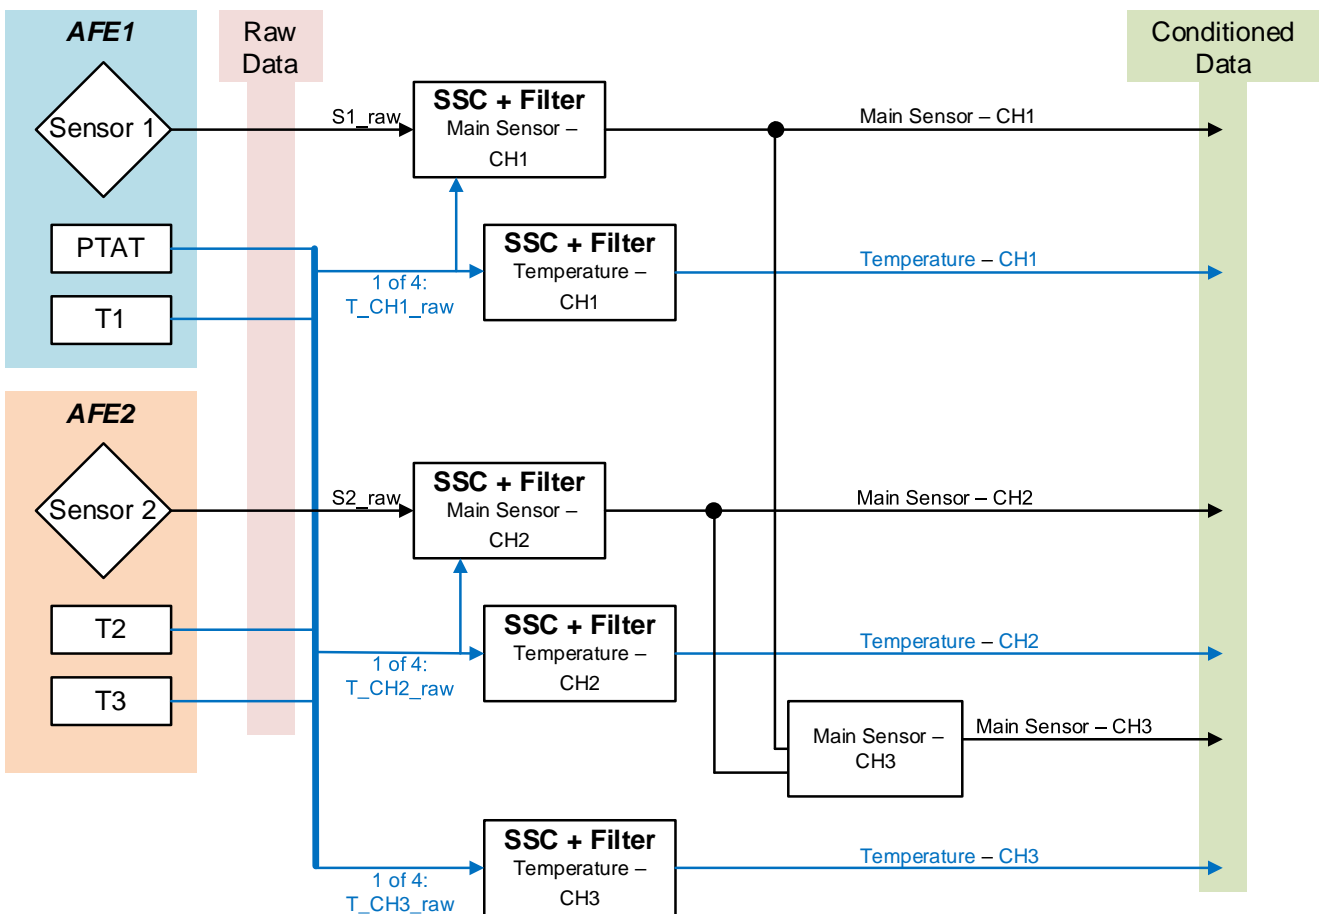 AFE1
Raw
Data
Conditioned
Data
Sensor 1
S1_raw
SSC + Filter
Main Sensor –
CH1
Main Sensor – CH1
PTAT
T1
1 of 4:
T_CH1_raw
SSC + Filter
Temperature –
CH1
Temperature – CH1
AFE2
Sensor 2
S2_raw
SSC + Filter
Main Sensor –
CH2
Main Sensor – CH2
T2
T3
1 of 4:
T_CH2_raw
SSC + Filter
Temperature –
CH2
Temperature – CH2
Main Sensor –
CH3
Main Sensor – CH3
1 of 4:
T_CH3_raw
SSC + Filter
Temperature –
CH3
Temperature – CH3